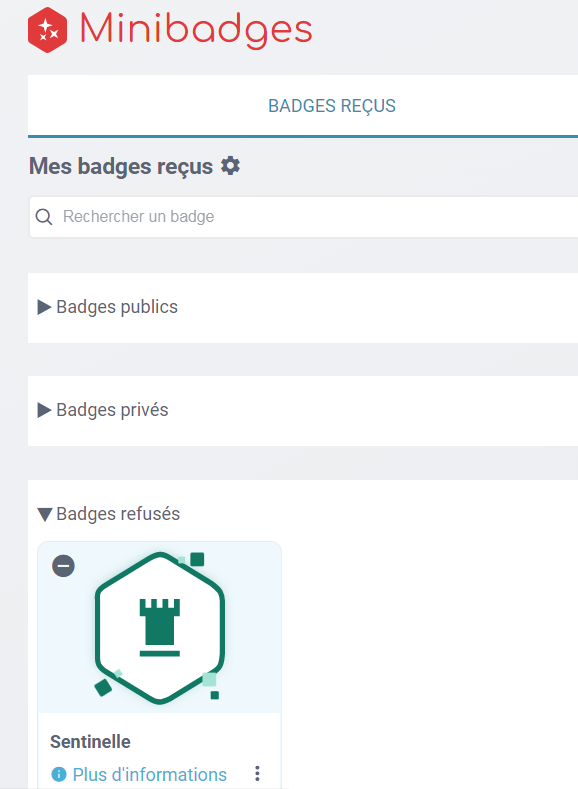 Minibadges
BADGES REÇUS
Mes badges reçus
Rechercher un badge
Badges publics
Badges privés
Badges refusés
Sentinelle
Plus d'informations